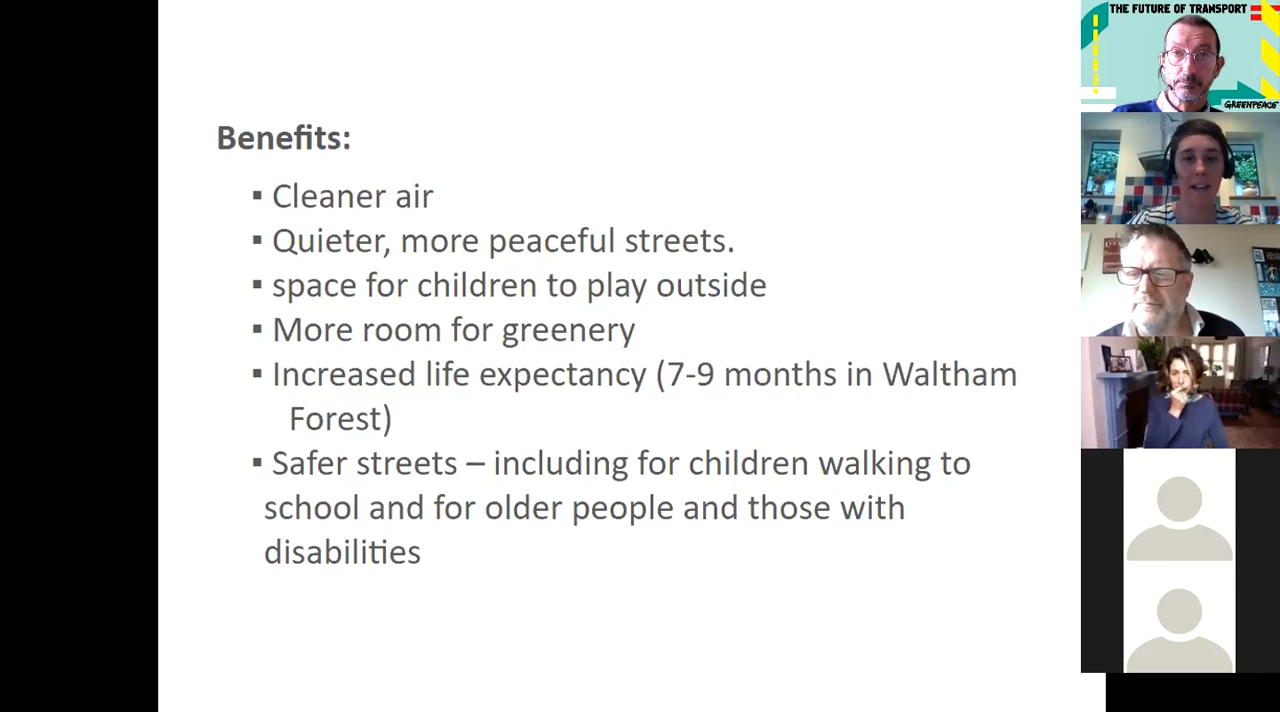 Benefits:
▪ Cleaner air
▪ Quieter, more peaceful streets.
▪ space for children to play outside
▪ More room for greenery
▪ Increased life expectancy (7-9 months in Waltham
Forest)
▪ Safer streets – including for children walking to
school and for older people and those with
disabilities
THE FUTURE OF TRANSPORT
GREENPEACE